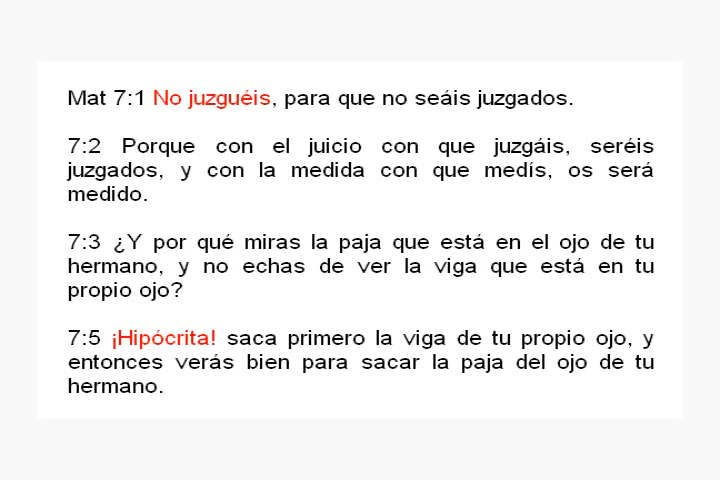 Mat 7:1 No juzguéis, para que no seáis juzgados.
7:2 Porque con el juicio con que juzgáis, seréis
juzgados, y con la medida con que medís, os será
medido.
7:3 ¿Y por qué miras la paja que está en el ojo de tu
hermano, y no echas de ver la viga que está en tu
propio ojo?
7:5 ¡Hipócrita! saca primero la viga de tu propio ojo, y
entonces verás bien para sacar la paja del ojo de tu
hermano.